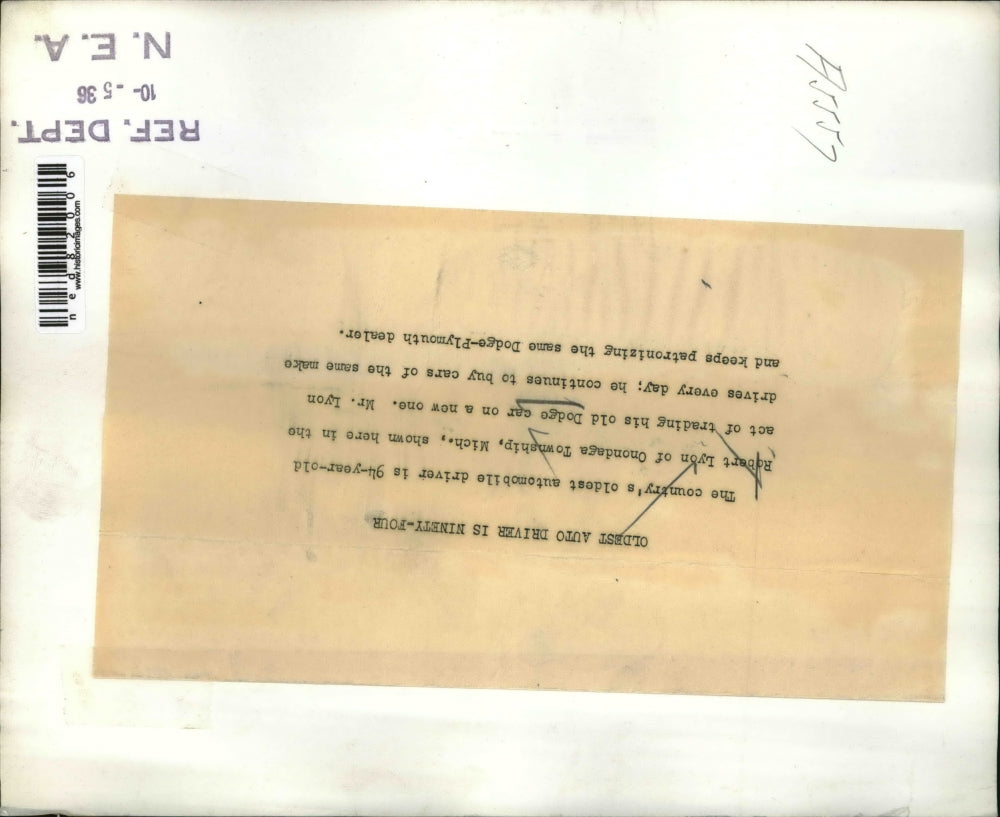 REF. DEPT.
10- - 5 36
N. E. A.
OLDEST AUTO DRIVER IS NINETY-FOUR
The country's oldest automobile driver is 94-year-old
Robert Lyon of Onondaga Township, Mich., shown here in the
act of trading his old Dodge car on a new one. Mr. Lyon
drives every day; he continues to buy cars of the same make
and keeps patronizing the same Dodge-Plymouth dealer.
www.historicimages.com
ned82006